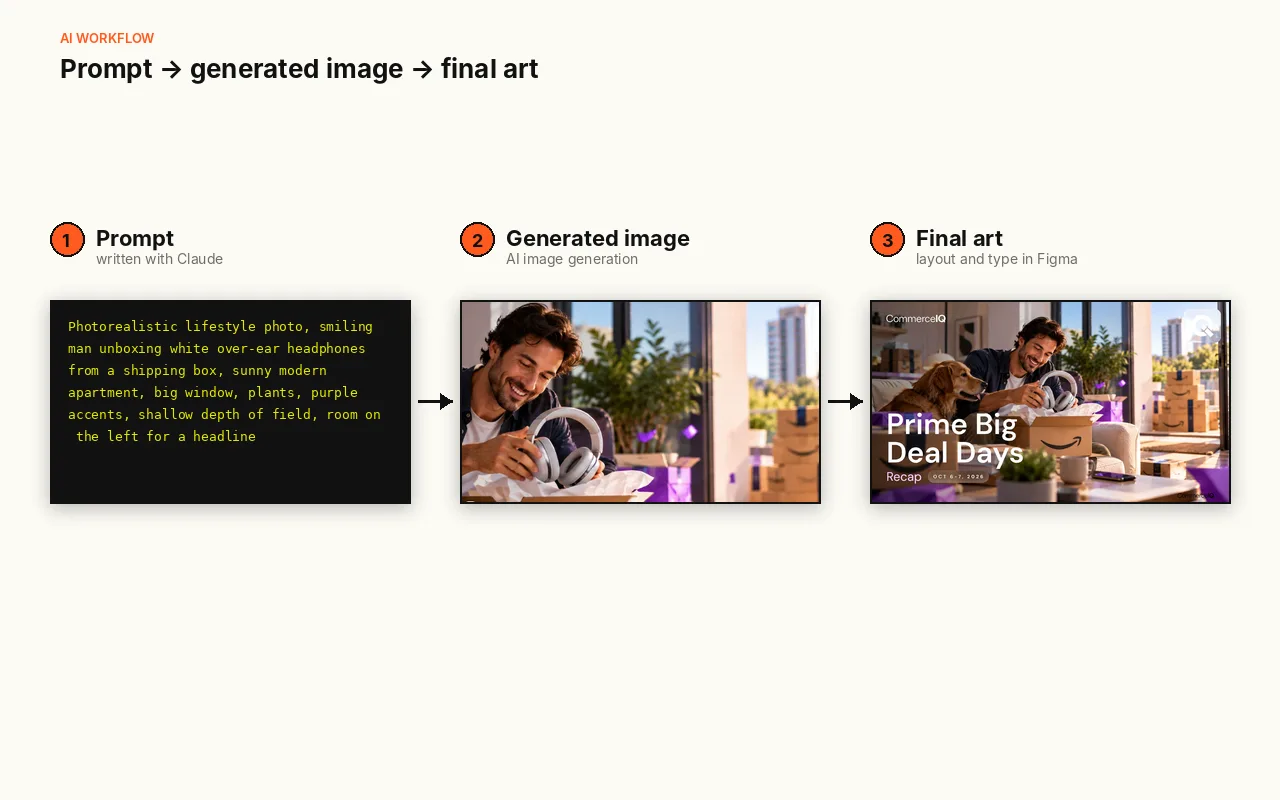 AI WORKFLOW
Prompt → generated image → final art
1
Prompt
written with Claude
Photorealistic lifestyle photo, smiling
man unboxing white over-ear headphones
from a shipping box, sunny modern
apartment, big window, plants, purple
accents, shallow depth of field, room on
the left for a headline
2
Generated image
AI image generation
3
Final art
layout and type in Figma
CommerceIQ
Prime Big
Deal Days
Recap
OCT 6-7, 2026